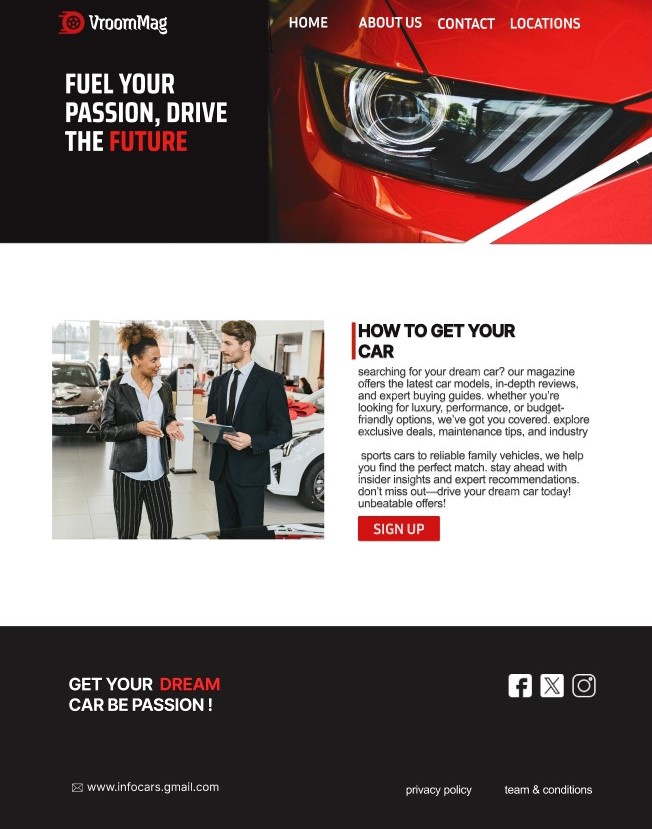 VroomMag
HOME ABOUT US CONTACT LOCATIONS
FUEL YOUR
PASSION, DRIVE
THE FUTURE
HOW TO GET YOUR
CAR
searching for your dream car? our magazine
offers the latest car models, in-depth reviews,
and expert buying guides. whether you're
looking for luxury, performance, or budget-
friendly options, we've got you covered. explore
exclusive deals, maintenance tips, and industry
sports cars to reliable family vehicles, we help
you find the perfect match. stay ahead with
insider insights and expert recommendations.
don't miss out—drive your dream car today!
unbeatable offers!
SIGN UP
GET YOUR DREAM
CAR BE PASSION !
www.infocars.gmail.com
privacy policy team & conditions